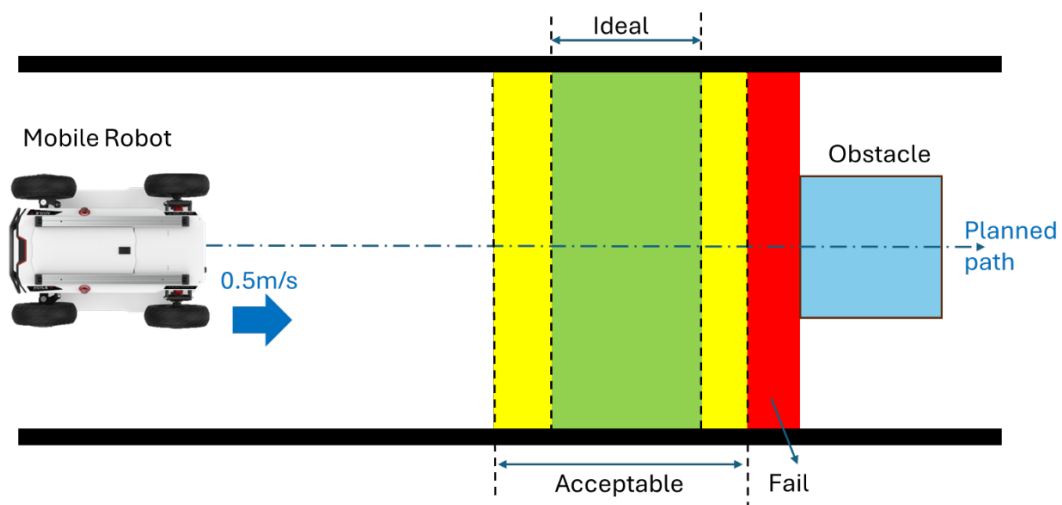 Ideal
Mobile Robot
Obstacle
0.5m/s
Planned
path
Acceptable
Fail